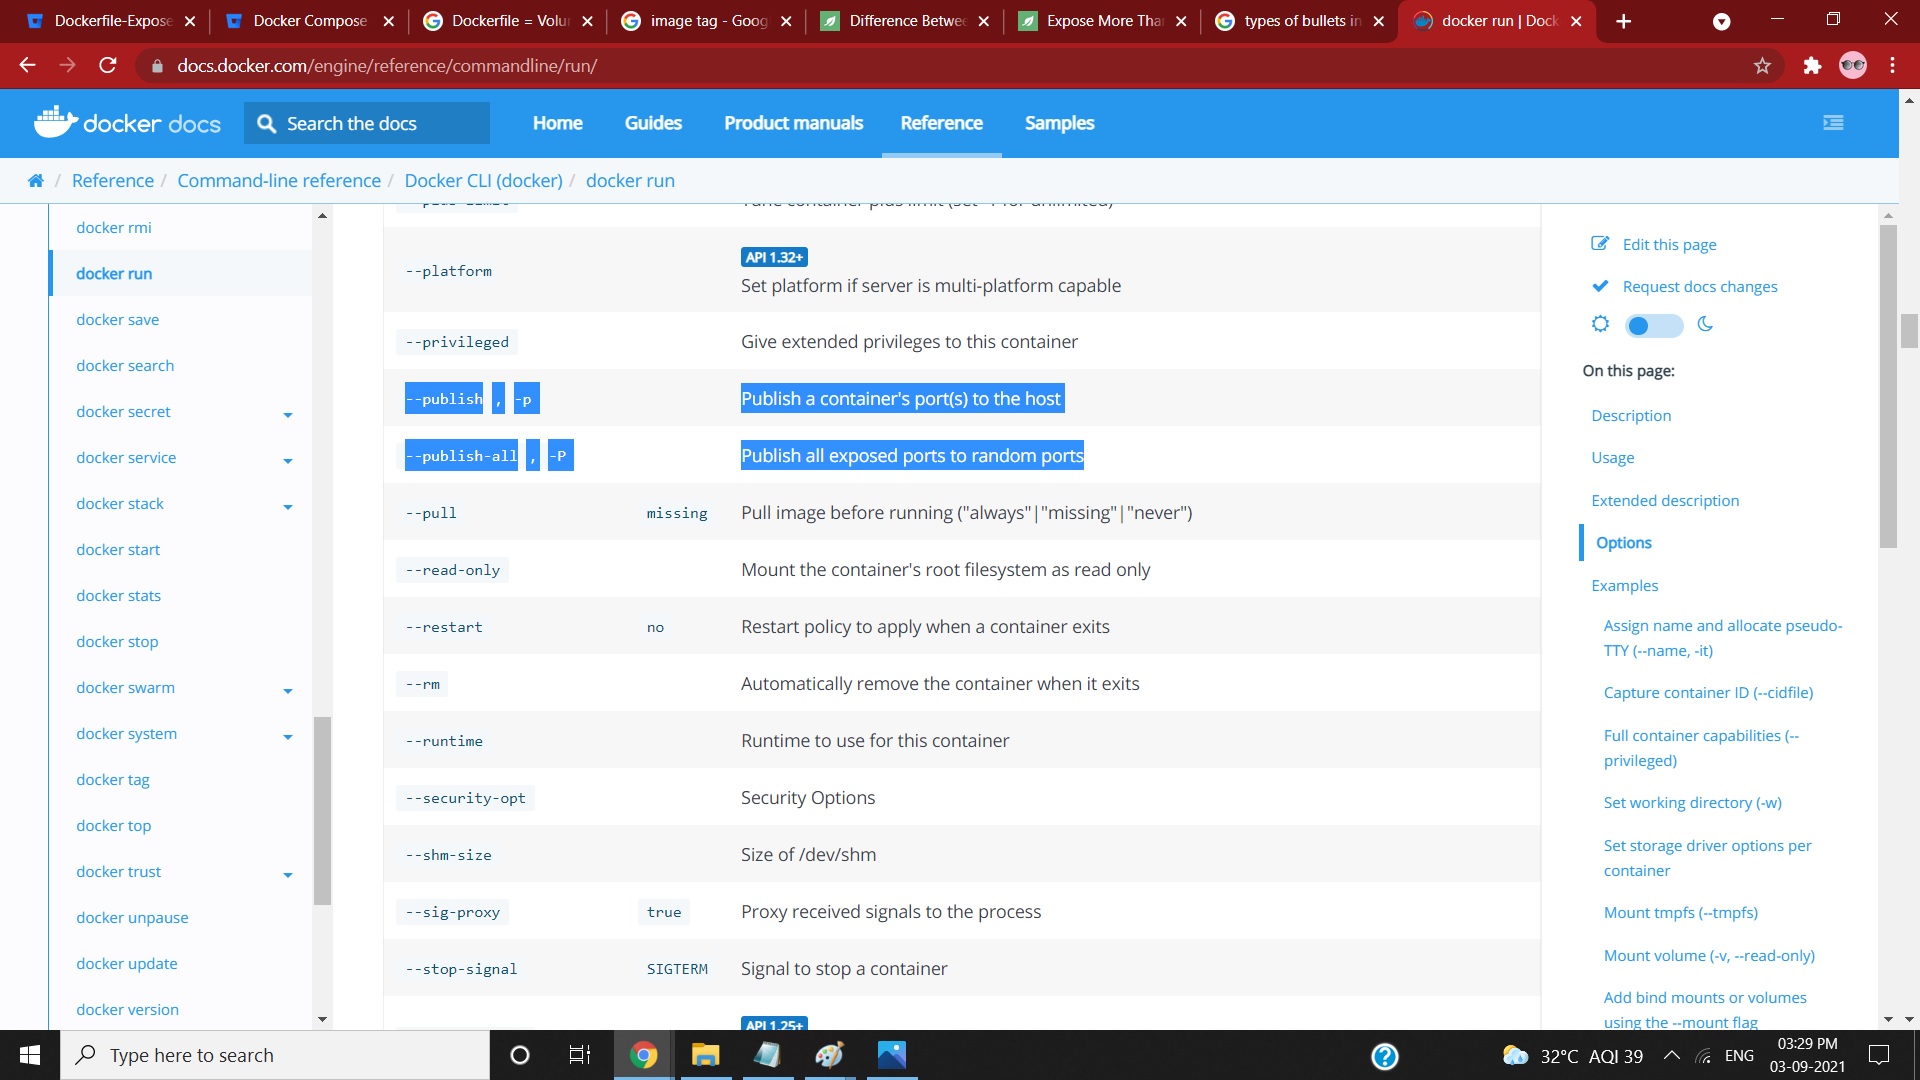 Dockerfile-Expose
Docker Compose
Dockerfile = Volu
image tag - Goog
Difference Betwe
Expose More Tha
types of bullets in
docker run | Dock
docs.docker.com/engine/reference/commandline/run/
docker docs
Search the docs
Home
Guides
Product manuals
Reference
Samples
/ Reference / Command-line reference / Docker CLI (docker) / docker run
docker rmi
docker run
docker save
docker search
docker secret
docker service
docker stack
docker start
docker stats
docker stop
docker swarm
docker system
docker tag
docker top
docker trust
docker unpause
docker update
docker version
--platform
API 1.32+
Set platform if server is multi-platform capable
--privileged Give extended privileges to this container
--publish , -p Publish a container's port(s) to the host
--publish-all , -P Publish all exposed ports to random ports
--pull missing Pull image before running ("always"|"missing"|"never")
--read-only Mount the container's root filesystem as read only
--restart no Restart policy to apply when a container exits
--rm Automatically remove the container when it exits
--runtime Runtime to use for this container
--security-opt Security Options
--shm-size Size of /dev/shm
--sig-proxy true Proxy received signals to the process
--stop-signal SIGTERM Signal to stop a container
API 1.25+
Edit this page
Request docs changes
On this page:
Description
Usage
Extended description
Options
Examples
Assign name and allocate pseudo-
TTY (--name, -it)
Capture container ID (--cidfile)
Full container capabilities (--
privileged)
Set working directory (-w)
Set storage driver options per
container
Mount tmpfs (--tmpfs)
Mount volume (-v, --read-only)
Add bind mounts or volumes
using the --mount flag
Type here to search
32°C AQI 39
ENG
03:29 PM
03-09-2021